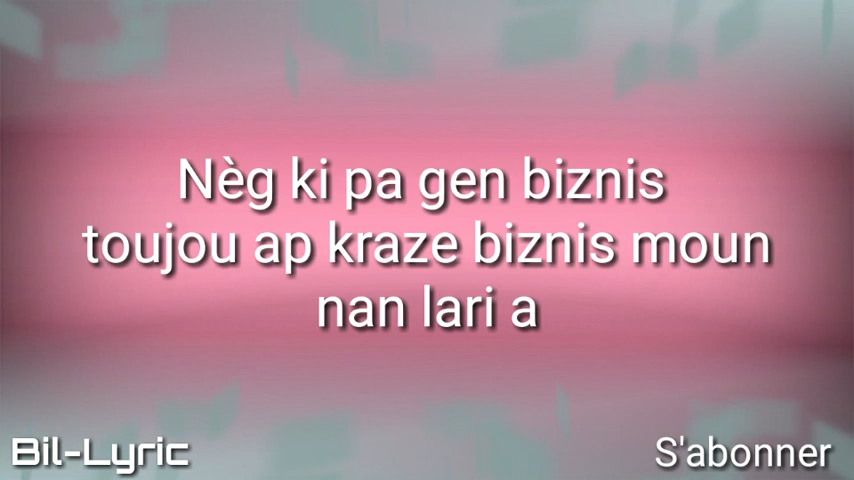 Nèg ki pa gen biznis
toujou ap kraze biznis moun
nan lari a
Bil-Lyric
S'abonner